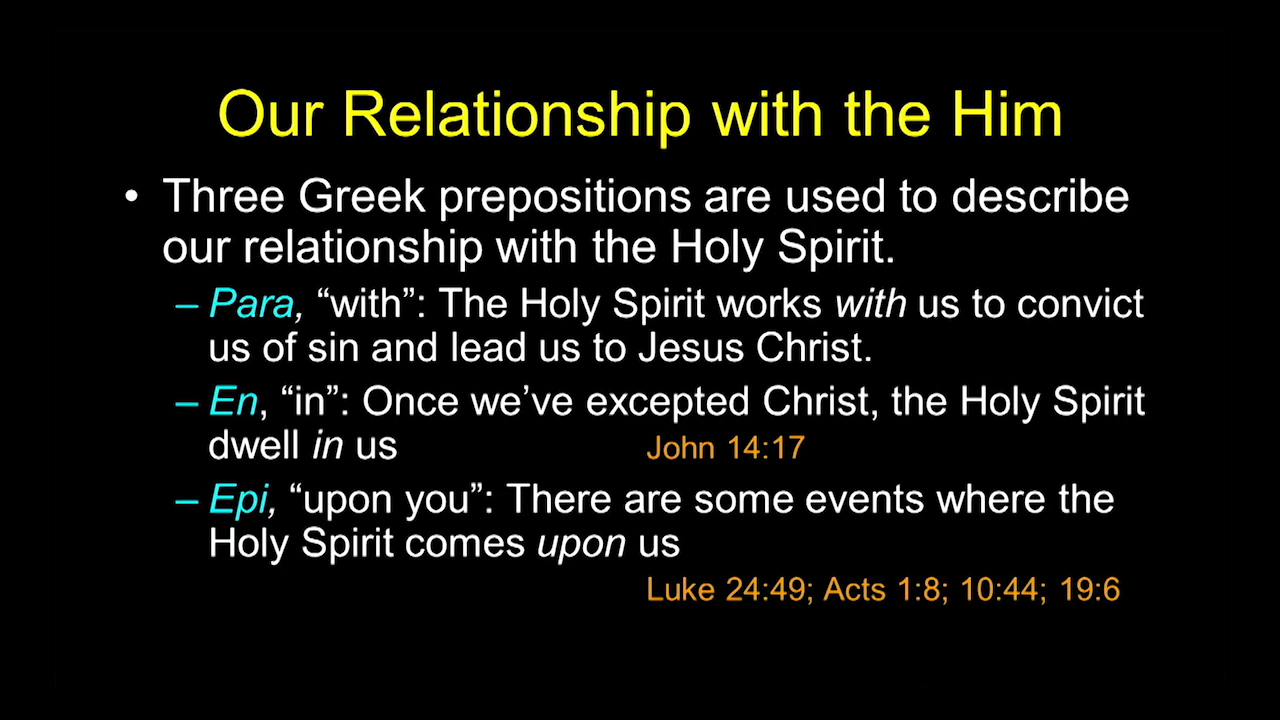 Our Relationship with the Him
• Three Greek prepositions are used to describe
our relationship with the Holy Spirit.
– Para, “with”: The Holy Spirit works with us to convict
us of sin and lead us to Jesus Christ.
– En, “in”: Once we’ve excepted Christ, the Holy Spirit
dwell in us John 14:17
– Epi, “upon you”: There are some events where the
Holy Spirit comes upon us
Luke 24:49; Acts 1:8; 10:44; 19:6